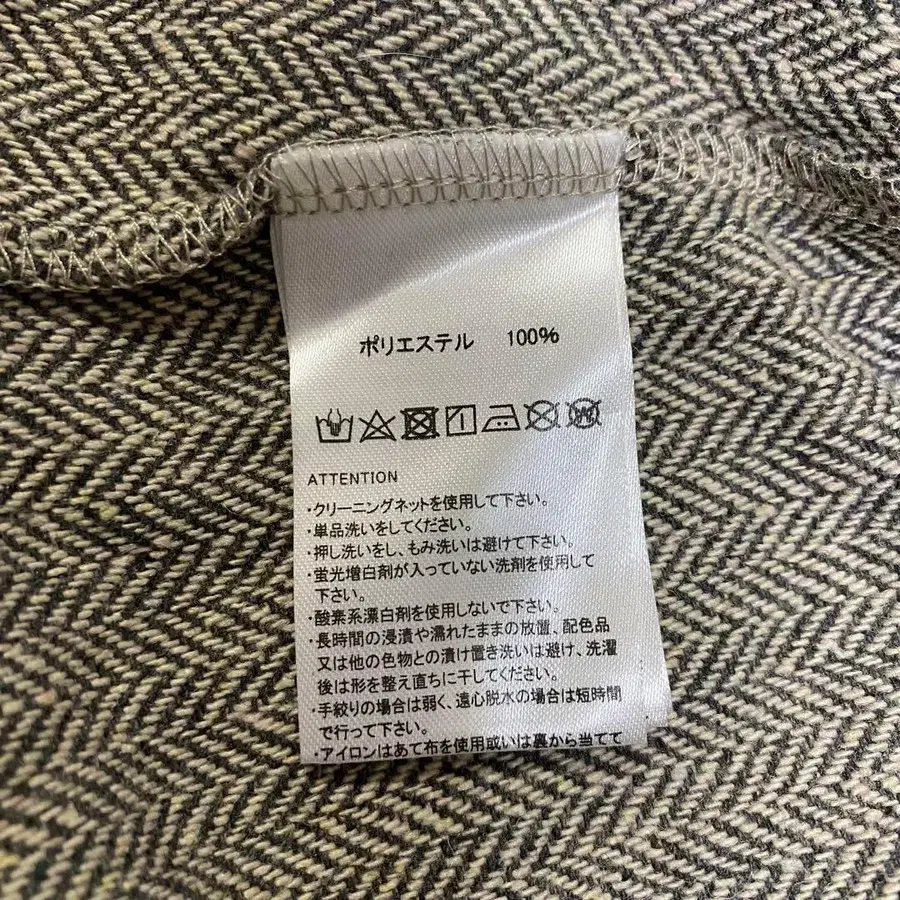 ポリエステル 100%
ATTENTION
・クリーニングネットを使用して下さい。
・単品洗いをしてください。
・押し洗いをし、もみ洗いは避けて下さい。
・蛍光増白剤が入っていない洗剤を使用して
下さい。
・酸素系漂白剤を使用しないで下さい。
・長時間の浸漬や濡れたままの放置、配色品
又は他の色物との漬け置き洗いは避け、洗濯
後は形を整え直ちに干してください。
・手絞りの場合は弱く、遠心脱水の場合は短時間
で行って下さい。
・アイロンはあて布を使用或いは裏から当てて